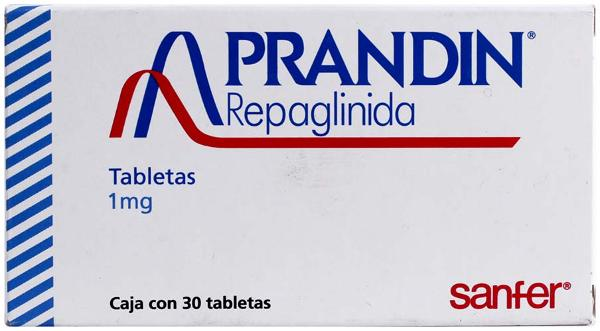 PRANDIN®
Repaglinida
Tabletas
1mg
Caja con 30 tabletas
sanfer®